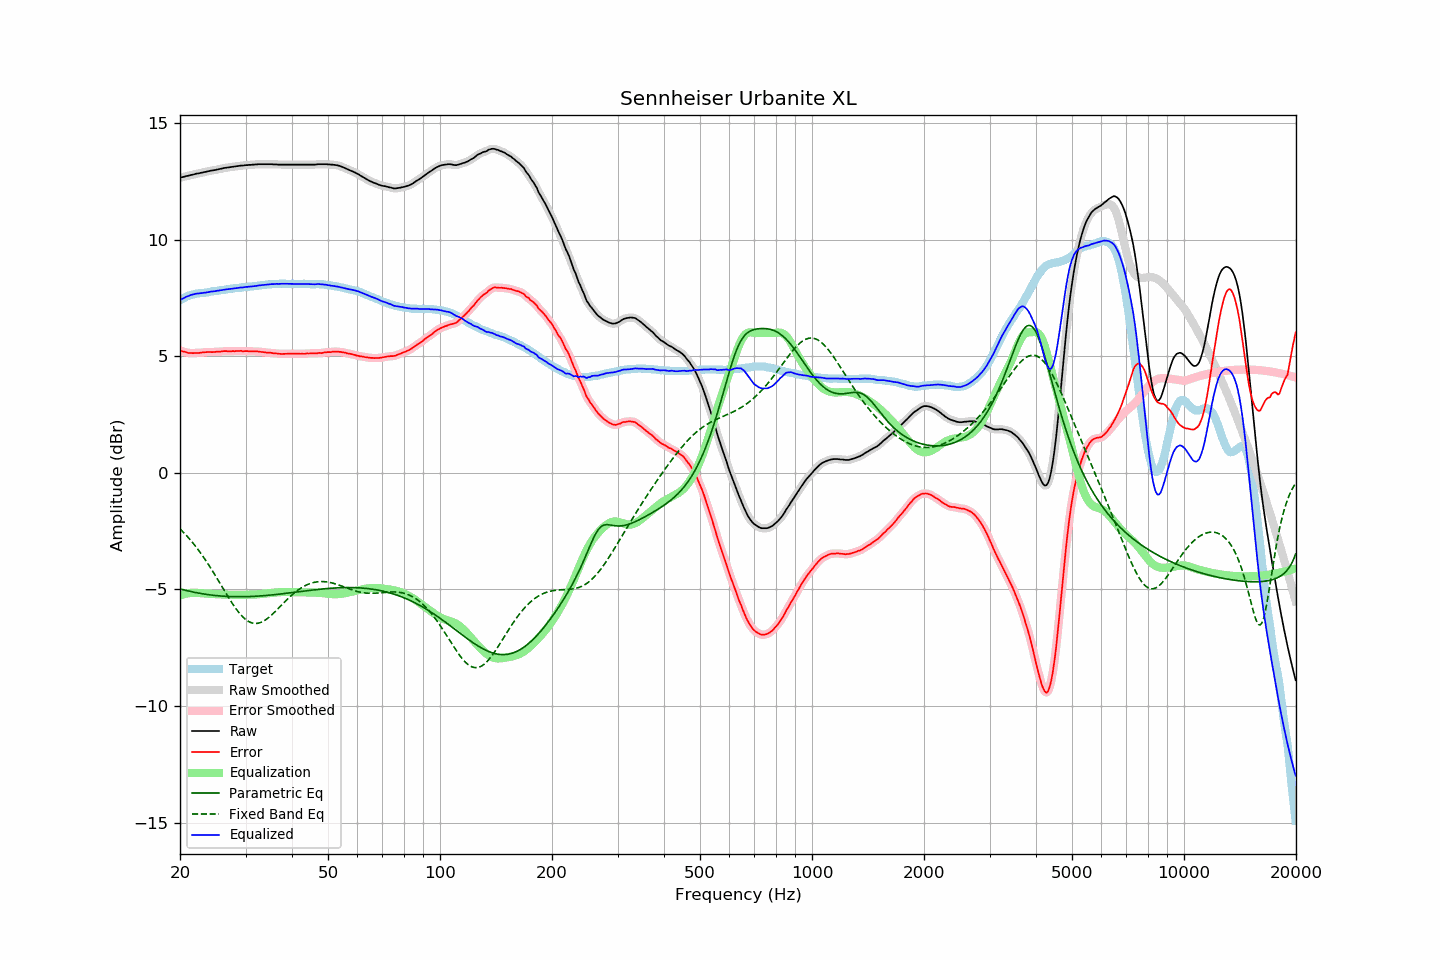 Sennheiser Urbanite XL
15
10
5
0
−5
−10
−15
Amplitude (dBr)
Target
Raw Smoothed
Error Smoothed
Raw
Error
Equalization
Parametric Eq
Fixed Band Eq
Equalized
20 50 100 200 500 1000 2000 5000 10000 20000
Frequency (Hz)